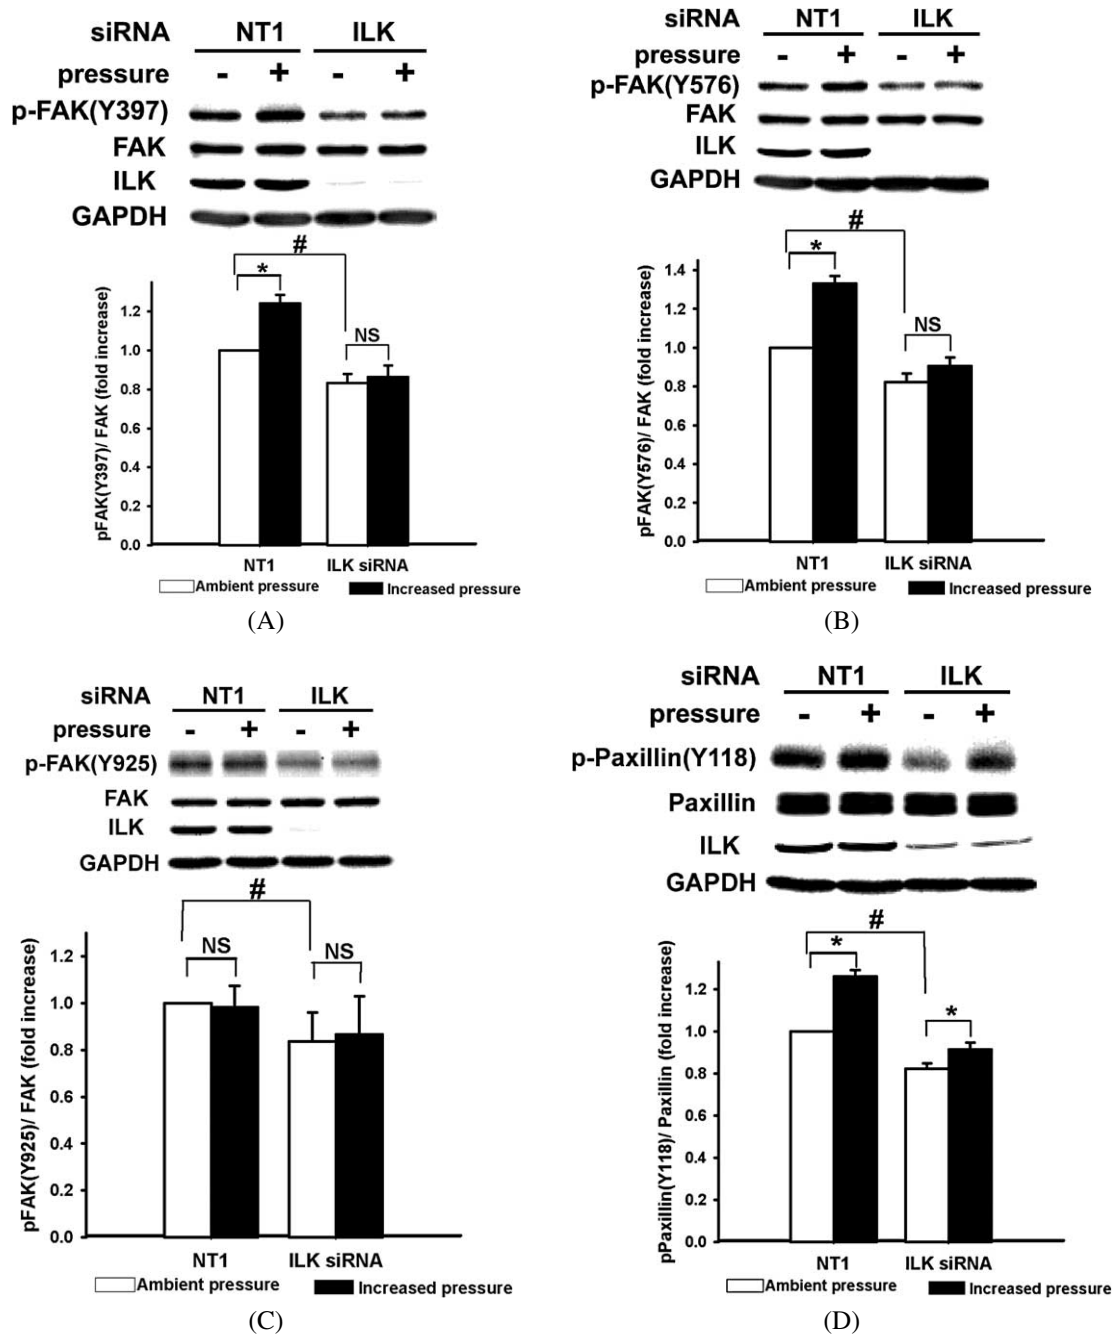 siRNA NT1 ILK
pressure - + - +
p-FAK(Y397)
FAK
ILK
GAPDH
#
*
NS
pFAK(Y397)/ FAK (fold increase)
1.2
1.0
0.8
0.6
0.4
0.2
0.0
NT1 ILK siRNA
Ambient pressure Increased pressure
(A)
siRNA NT1 ILK
pressure - + - +
p-FAK(Y576)
FAK
ILK
GAPDH
#
*
NS
pFAK(Y576)/ FAK (fold increase)
1.4
1.2
1.0
0.8
0.6
0.4
0.2
0.0
NT1 ILK siRNA
Ambient pressure Increased pressure
(B)
siRNA NT1 ILK
pressure - + - +
p-FAK(Y925)
FAK
ILK
GAPDH
#
NS NS
pFAK(Y925)/ FAK (fold increase)
1.2
1.0
0.8
0.6
0.4
0.2
0.0
NT1 ILK siRNA
Ambient pressure Increased pressure
(C)
siRNA NT1 ILK
pressure - + - +
p-Paxillin(Y118)
Paxillin
ILK
GAPDH
#
*
*
pPaxillin(Y118)/ Paxillin (fold increase)
1.2
1.0
0.8
0.6
0.4
0.2
0.0
NT1 ILK siRNA
Ambient pressure Increased pressure
(D)